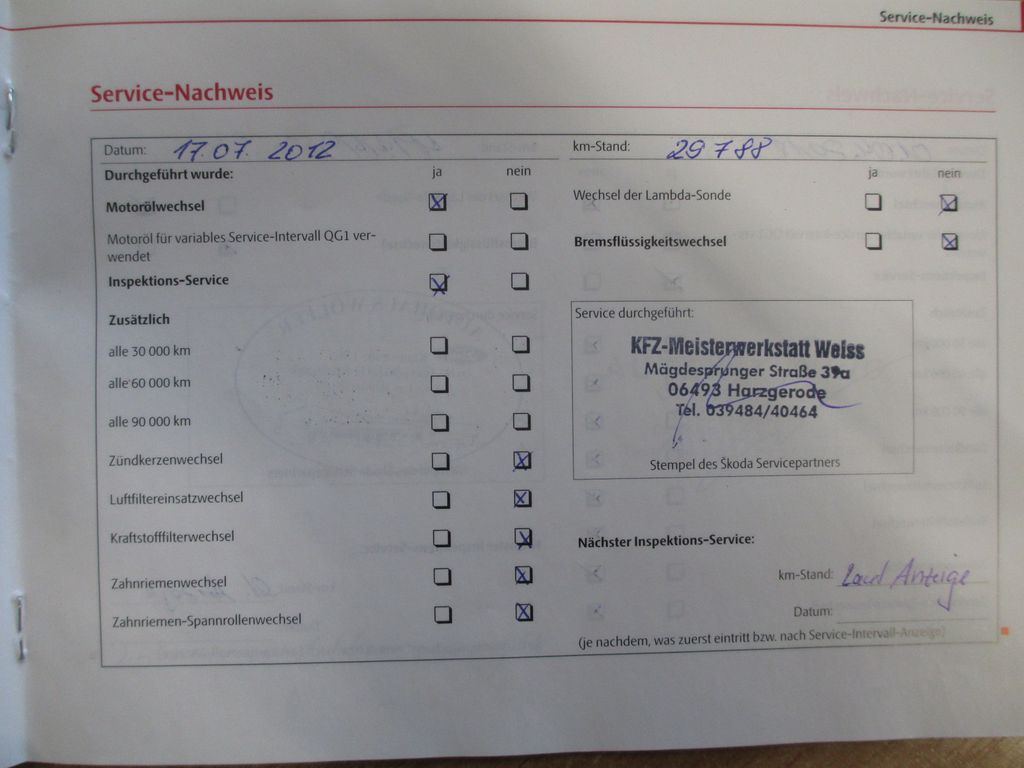 Service-Nachweis
Service-Nachweis
Datum: 17.07. 2012
km-Stand: 29 788
Durchgeführt wurde: ja nein
ja nein
Motorölwechsel
Wechsel der Lambda-Sonde
Motoröl für variables Service-Intervall QG1 ver-
wendet
Bremsflüssigkeitswechsel
Inspektions-Service
Zusätzlich
alle 30 000 km
alle 60 000 km
alle 90 000 km
Zündkerzenwechsel
Luftfiltereinsatzwechsel
Kraftstofffilterwechsel
Zahnriemenwechsel
Zahnriemen-Spannrollenwechsel
Service durchgeführt:
KFZ-Meisterwerkstatt Weiss
Mägdesprunger Straße 39a
06493 Harzgerode
Tel. 039484/40464
Stempel des Škoda Servicepartners
Nächster Inspektions-Service:
km-Stand: Laut Anzeige
Datum:
(je nachdem, was zuerst eintritt bzw. nach Service-Intervall-Anzeige)